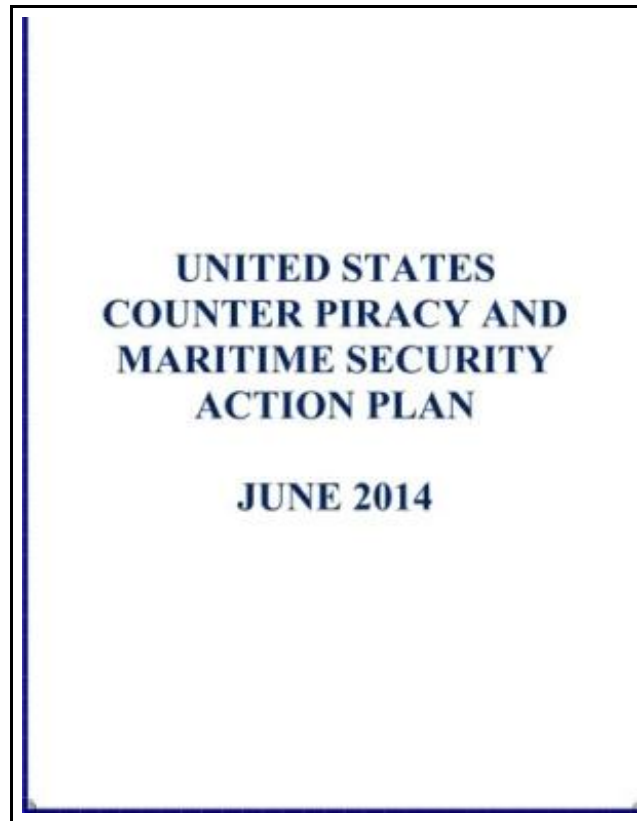 UNITED STATES
COUNTER PIRACY AND
MARITIME SECURITY
ACTION PLAN
JUNE 2014